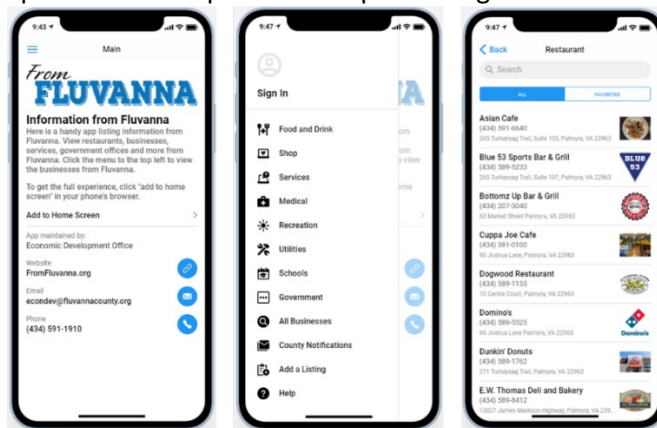 9:43
Main
From
FLUVANNA
Information from Fluvanna
Here is a handy app listing information from
Fluvanna. View restaurants, businesses,
services, government offices and more from
Fluvanna. Click the menu to the top left to view
the businesses from Fluvanna.
To get the full experience, click "add to home
screen" in your phone's browser.
Add to Home Screen
App maintained by:
Economic Development Office
Website
FromFluvanna.org
Email
econdev@fluvannacounty.org
Phone
(434) 591-1910
9:47
Sign In
Food and Drink
Shop
Services
Medical
Recreation
Utilities
Schools
Government
All Businesses
County Notifications
Add a Listing
Help
9:47
Back
Restaurant
Search
ALL
FAVORITES
Asian Cafe
(434) 591-6640
265 Turkeysag Trail, Suite 103, Palmyra, VA 22963
Blue 53 Sports Bar & Grill
(434) 589-5233
265 Turkeysag Trail, Suite 107, Palmyra, VA 22963
BLUE
53
Bottomz Up Bar & Grill
(434) 207-3040
63 Market Street Palmyra, VA 22963
Cuppa Joe Cafe
(434) 591-0100
90 Joshua Lane Palmyra, VA 22963
Dogwood Restaurant
(434) 589-1155
10 Centre Court, Palmyra, VA 22963
Domino's
(434) 589-5525
66 Joshua Lane Palmyra, VA 22963
Domino's
Dunkin' Donuts
(434) 589-1762
271 Turkeysag Trail, Palmyra, VA 22963
E.W. Thomas Deli and Bakery
(434) 589-8412
13027 James Madison Highway, Palmyra, VA 229...